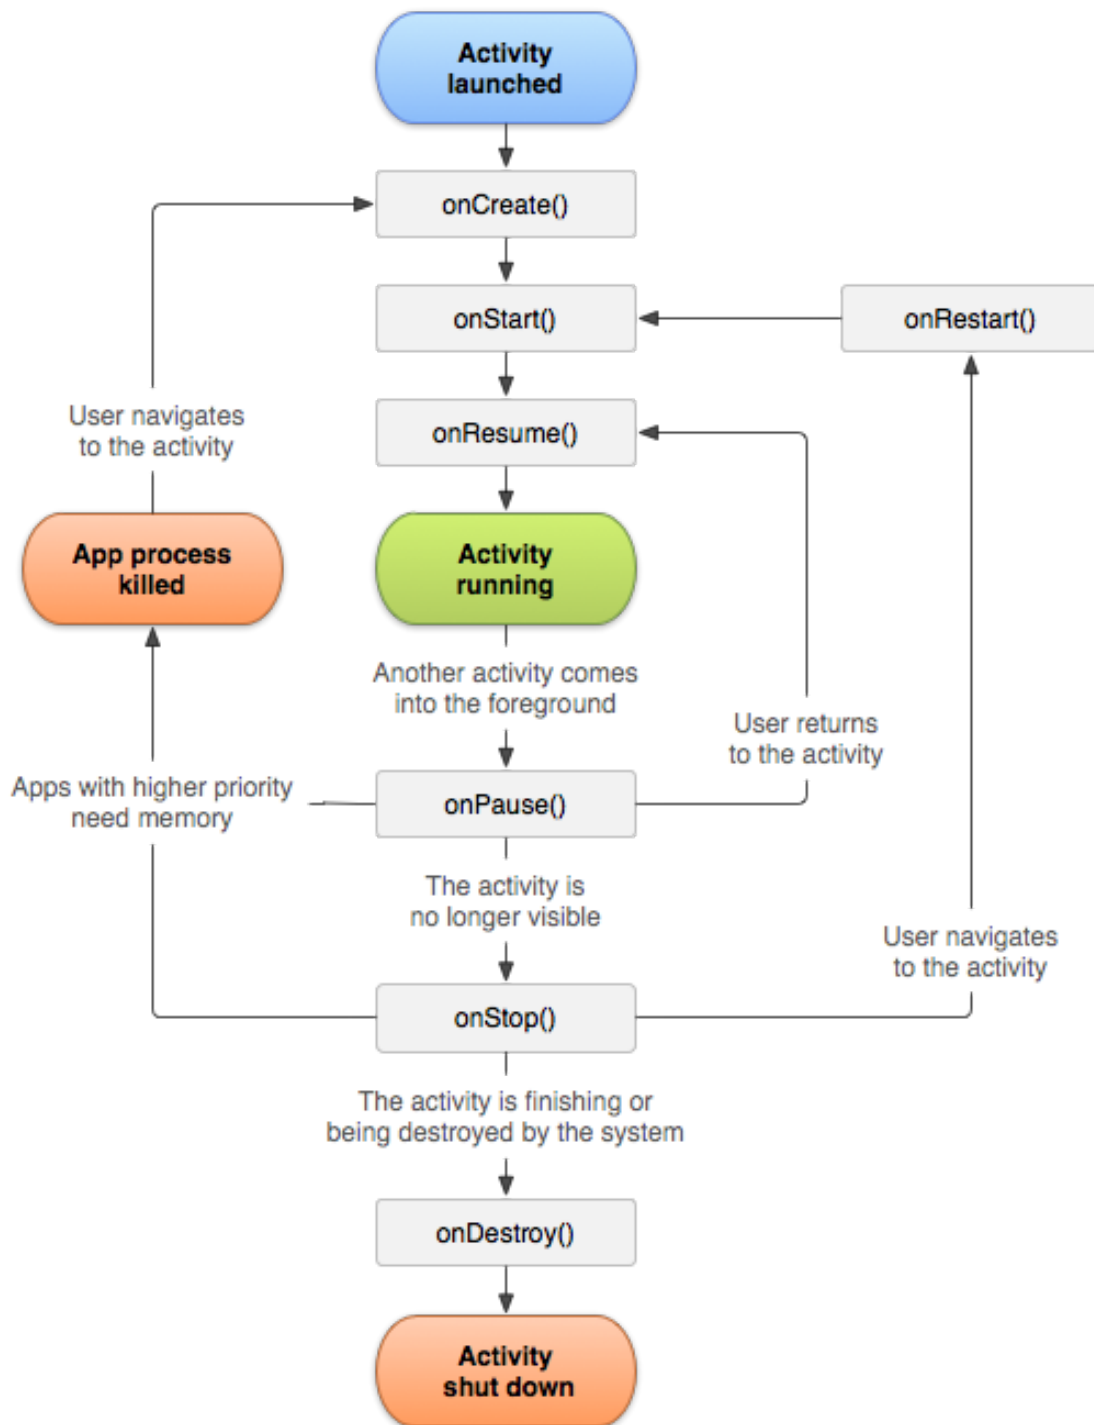 Activity
launched
onCreate()
onStart()
onRestart()
User navigates
to the activity
onResume()
App process
killed
Activity
running
Another activity comes
into the foreground
User returns
to the activity
Apps with higher priority
need memory
onPause()
The activity is
no longer visible
User navigates
to the activity
onStop()
The activity is finishing or
being destroyed by the system
onDestroy()
Activity
shut down